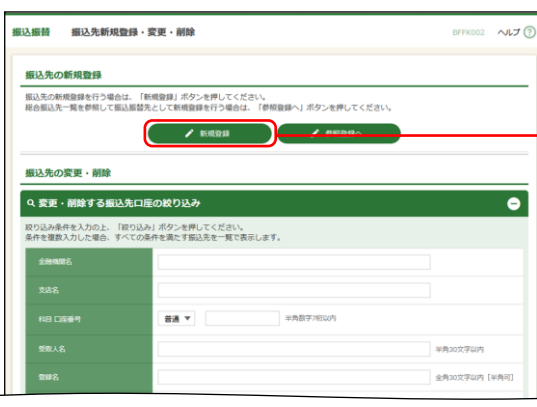 振込振替 振込先新規登録・変更・削除 BFFK002 ヘルプ ?
振込先の新規登録
振込先の新規登録を行う場合は、「新規登録」ボタンを押してください。
総合振込先一覧を参照して振込振替先として新規登録を行う場合は、「参照登録へ」ボタンを押してください。
新規登録 参照登録へ
振込先の変更・削除
変更・削除する振込先口座の絞り込み
絞り込み条件を入力の上、「絞り込み」ボタンを押してください。
条件を複数入力した場合、すべての条件を満たす振込先を一覧で表示します。
金融機関名
支店名
科目 口座番号 普通 ▼ 半角数字7桁以内
受取人名 半角30文字以内
登録名 全角30文字以内［半角可］